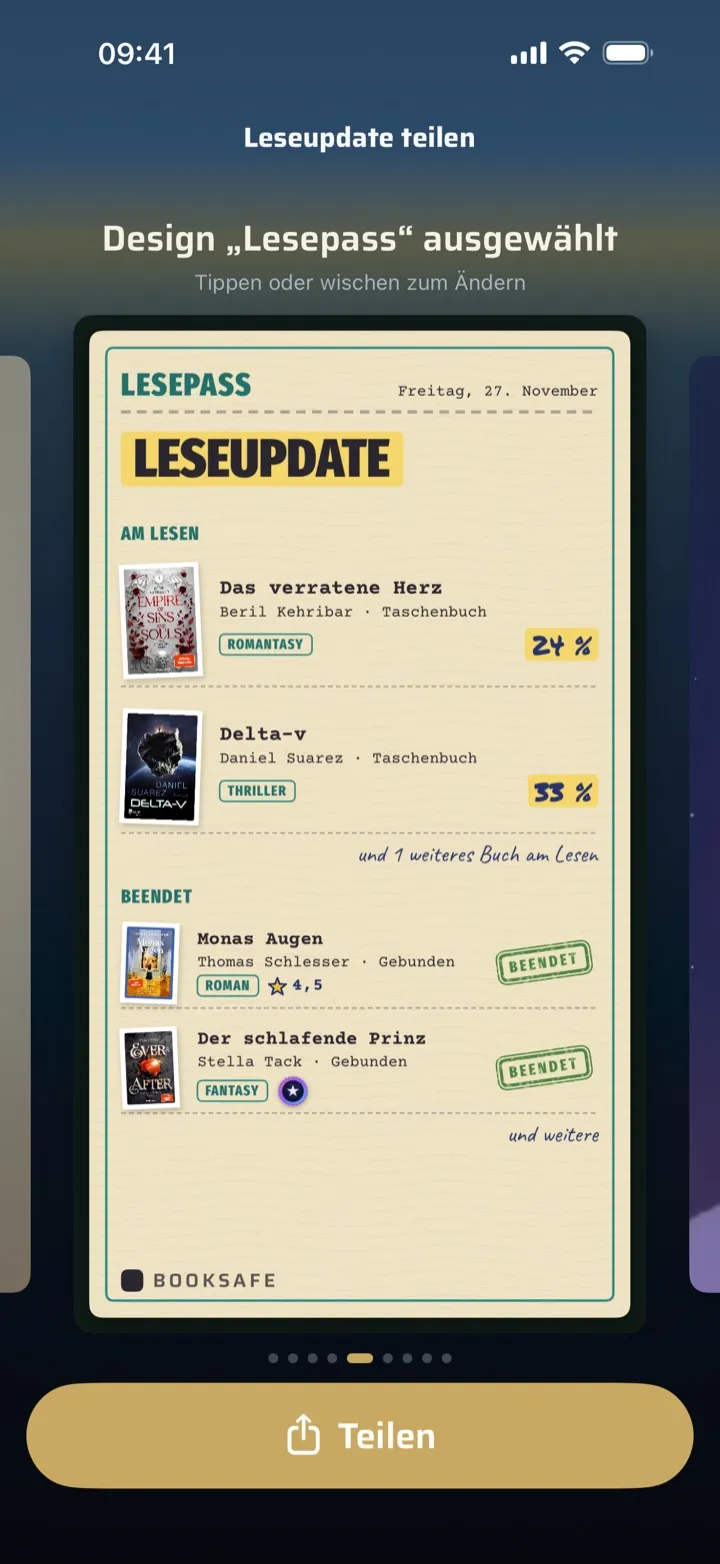 09:41
Leseupdate teilen
Design „Lesepass“ ausgewählt
Tippen oder wischen zum Ändern
LESEPASS
Freitag, 27. November
LESEUPDATE
AM LESEN
EMPIRE
OF
SINS
AND
SOULS
Das verratene Herz
Beril Kehribar · Taschenbuch
ROMANTASY
24 %
DANIEL
SUAREZ
DELTA-V
Delta-v
Daniel Suarez · Taschenbuch
THRILLER
33 %
und 1 weiteres Buch am Lesen
BEENDET
Monas
Augen
Monas Augen
Thomas Schlesser · Gebunden
ROMAN
4,5
BEENDET
EVER
AFTER
Der schlafende Prinz
Stella Tack · Gebunden
FANTASY
BEENDET
und weitere
BOOKSAFE
Teilen